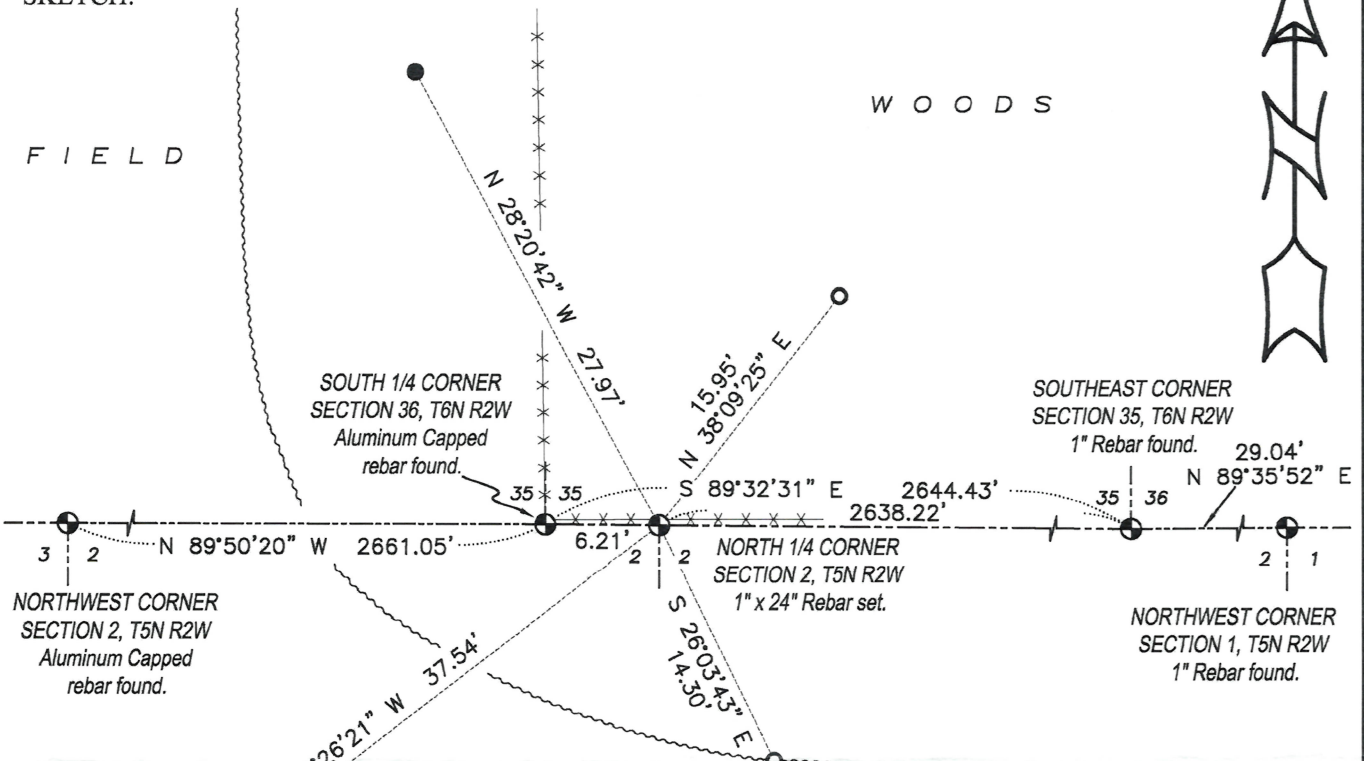 SKETCH:
W O O D S
F I E L D
N 28°20'42" W 27.97'
15.95'
N 38°09'25" E
SOUTH 1/4 CORNER
SECTION 36, T6N R2W
Aluminum Capped
rebar found.
SOUTHEAST CORNER
SECTION 35, T6N R2W
1" Rebar found.
29.04'
N 89°35'52" E
35 35
S 89°32'31" E
2644.43'
35 36
2638.22'
3 2
N 89°50'20" W 2661.05'
6.21'
2 2
2 1
NORTH 1/4 CORNER
SECTION 2, T5N R2W
1" x 24" Rebar set.
NORTHWEST CORNER
SECTION 2, T5N R2W
Aluminum Capped
rebar found.
NORTHWEST CORNER
SECTION 1, T5N R2W
1" Rebar found.
S 26°03'43" E
14.30'
26'21" W 37.54'
N